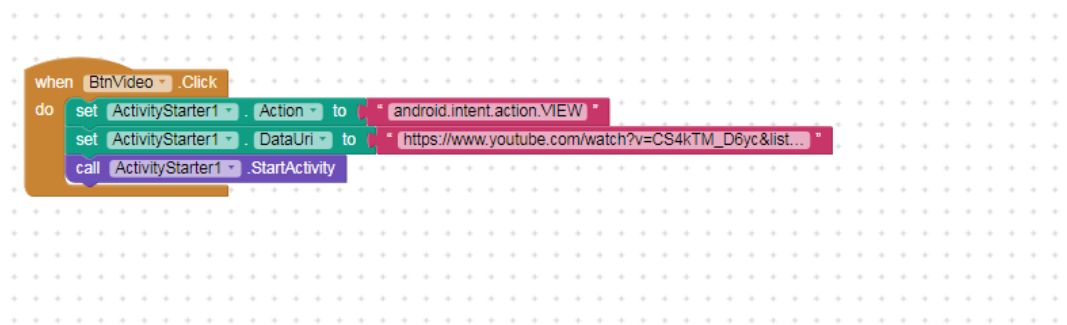 when BtnVideo .Click
do set ActivityStarter1 . Action to " android.intent.action.VIEW "
set ActivityStarter1 . DataUri to " https://www.youtube.com/watch?v=CS4kTM_D6yc&list... "
call ActivityStarter1 .StartActivity